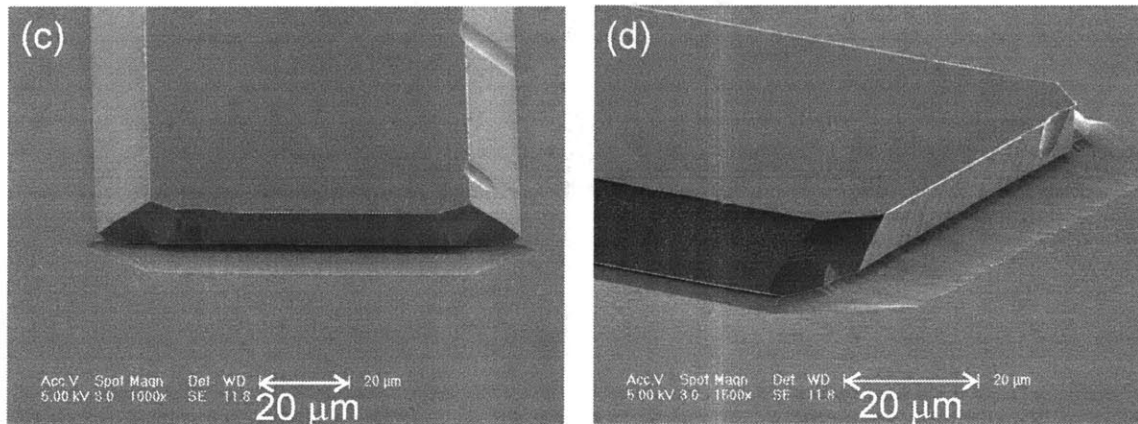 (c)
Acc.V Spot Magn Det WD 20 µm
5.00 kV 3.0 1000x SE 11.8
20 µm
(d)
Acc.V Spot Magn Det WD 20 µm
5.00 kV 3.0 1500x SE 11.8
20 µm